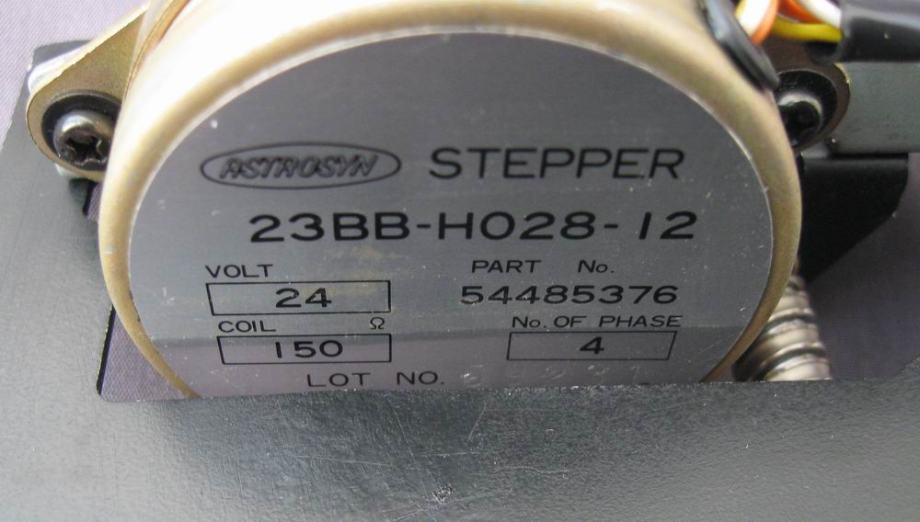 ASTROSYN STEPPER
23BB-H028-12
VOLT PART No.
24 54485376
COIL Ω No. OF PHASE
150 4
LOT NO.